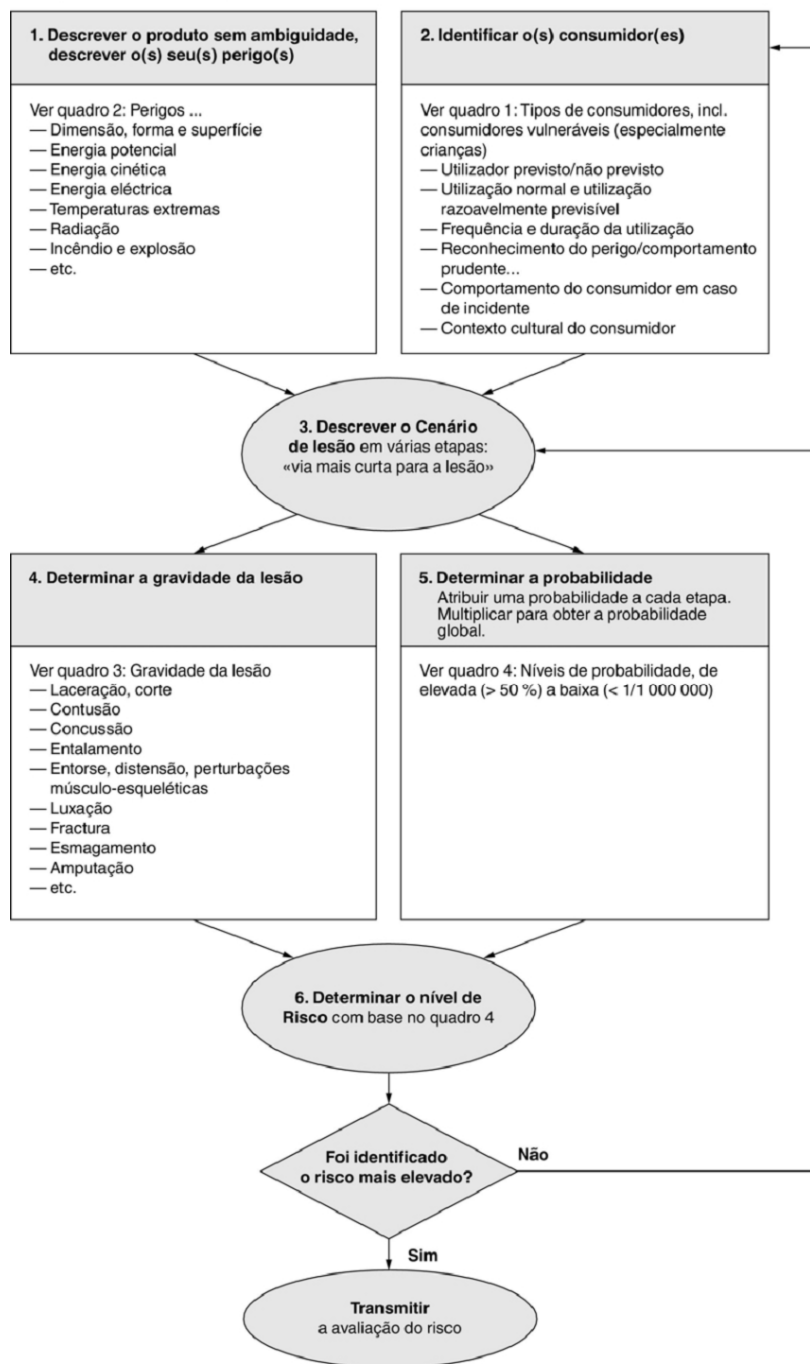 1. Descrever o produto sem ambiguidade,
descrever o(s) seu(s) perigo(s)
Ver quadro 2: Perigos ...
— Dimensão, forma e superfície
— Energia potencial
— Energia cinética
— Energia eléctrica
— Temperaturas extremas
— Radiação
— Incêndio e explosão
— etc.
2. Identificar o(s) consumidor(es)
Ver quadro 1: Tipos de consumidores, incl.
consumidores vulneráveis (especialmente
crianças)
— Utilizador previsto/não previsto
— Utilização normal e utilização
razoavelmente previsível
— Frequência e duração da utilização
— Reconhecimento do perigo/comportamento
prudente...
— Comportamento do consumidor em caso
de incidente
— Contexto cultural do consumidor
3. Descrever o Cenário
de lesão em várias etapas:
«via mais curta para a lesão»
4. Determinar a gravidade da lesão
Ver quadro 3: Gravidade da lesão
— Laceração, corte
— Contusão
— Concussão
— Entalamento
— Entorse, distensão, perturbações
músculo-esqueléticas
— Luxação
— Fractura
— Esmagamento
— Amputação
— etc.
5. Determinar a probabilidade
Atribuir uma probabilidade a cada etapa.
Multiplicar para obter a probabilidade
global.
Ver quadro 4: Níveis de probabilidade, de
elevada (> 50 %) a baixa (< 1/1 000 000)
6. Determinar o nível de
Risco com base no quadro 4
Foi identificado
o risco mais elevado?
Não
Sim
Transmitir
a avaliação do risco